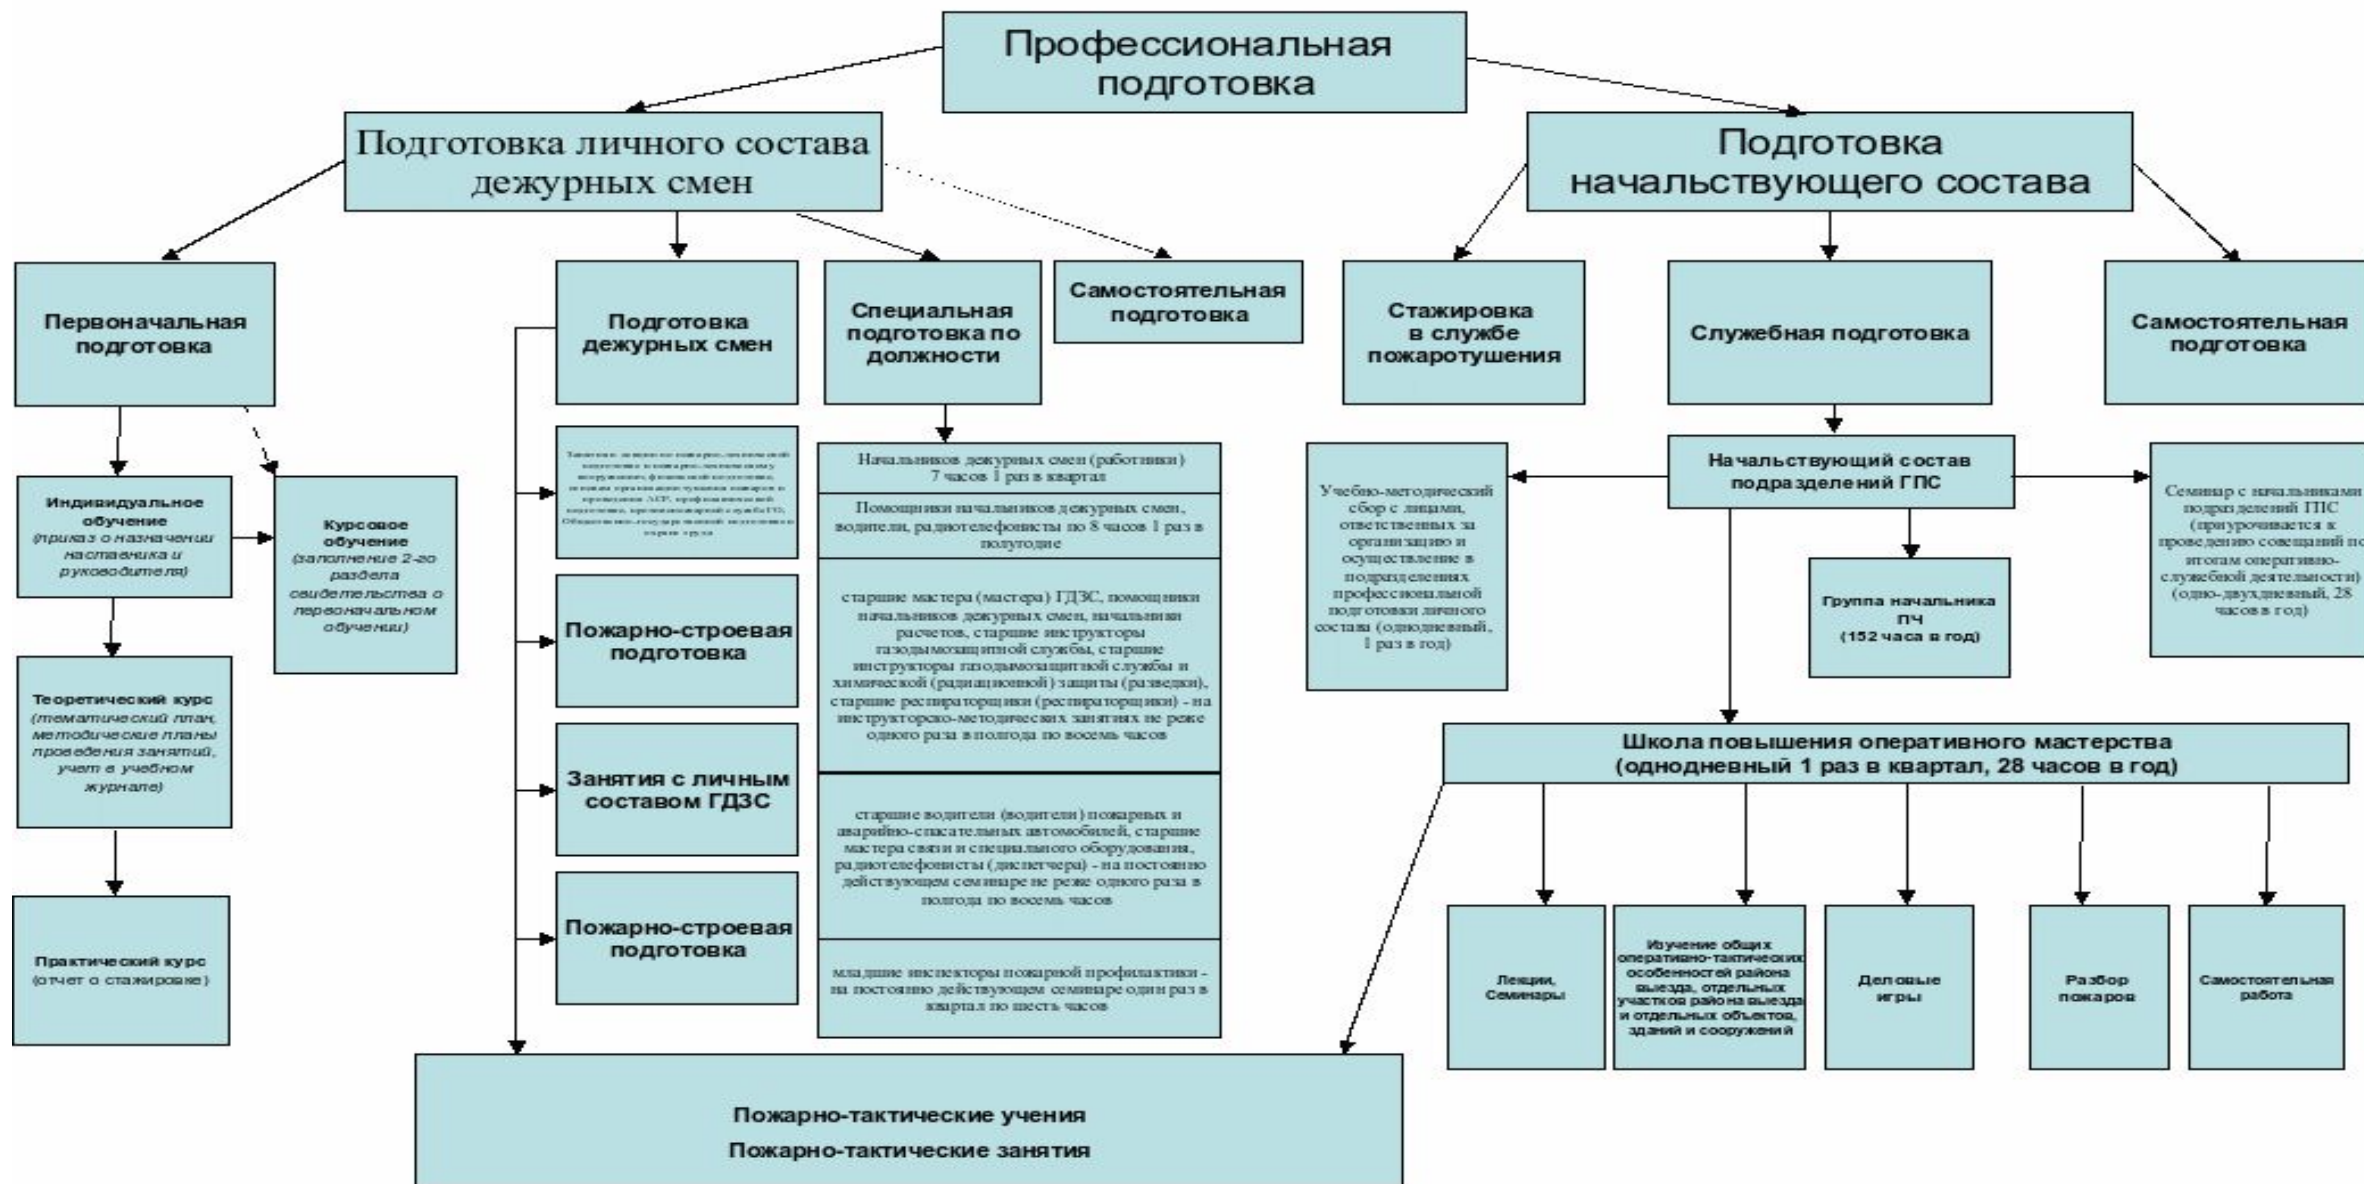 Профессиональная
подготовка
Подготовка личного состава
дежурных смен
Подготовка
начальствующего состава
Первоначальная
подготовка
Подготовка
дежурных смен
Специальная
подготовка по
должности
Самостоятельная
подготовка
Стажировка
в службе
пожаротушения
Служебная подготовка
Самостоятельная
подготовка
Индивидуальное
обучение
(приказ о назначении
наставника и
руководителя)
Курсовое
обучение
(заполнение 2-го
раздела
свидетельства о
первоначальном
обучении)
Теоретический курс
(тематический план,
методические планы
проведения занятий,
учет в учебном
журнале)
Практический курс
(отчет о стажировке)
Пожарно-строевая
подготовка
Занятия с личным
составом ГДЗС
Пожарно-строевая
подготовка
Начальников дежурных смен (работники)
7 часов 1 раз в квартал
Помощники начальников дежурных смен,
водители, радиотелефонисты по 8 часов 1 раз в
полугодие
старшие мастера (мастера) ГДЗС, помощники
начальников дежурных смен, начальники
расчетов, старшие инструкторы
газодымозащитной службы, старшие
инструкторы газодымозащитной службы и
химической (радиационной) защиты (разведки),
старшие респираторщики (респираторщики) - на
инструкторско-методических занятиях не реже
одного раза в полгода по восемь часов
старшие водители (водители) пожарных и
аварийно-спасательных автомобилей, старшие
мастера связи и специального оборудования,
радиотелефонисты (диспетчера) - на постоянно
действующем семинаре не реже одного раза в
полгода по восемь часов
младшие инспекторы пожарной профилактики -
на постоянно действующем семинаре один раз в
квартал по шесть часов
Учебно-методический
сбор с лицами,
ответственных за
организацию и
осуществление в
подразделениях
профессиональной
подготовки личного
состава (однодневный,
1 раз в год)
Начальствующий состав
подразделений ГПС
Группа начальника
ПЧ
(152 часа в год)
Семинар с начальниками
подразделений ГПС
(приурочивается к
проведению совещаний по
итогам оперативно-
служебной деятельности)
(одно-двухдневный, 28
часов в год)
Школа повышения оперативного мастерства
(однодневный 1 раз в квартал, 28 часов в год)
Лекции,
Семинары
Изучение общих
оперативно-тактических
особенностей района
выезда, отдельных
участков района выезда
и отдельных объектов,
зданий и сооружений
Деловые
игры
Разбор
пожаров
Самостоятельная
работа
Пожарно-тактические учения
Пожарно-тактические занятия